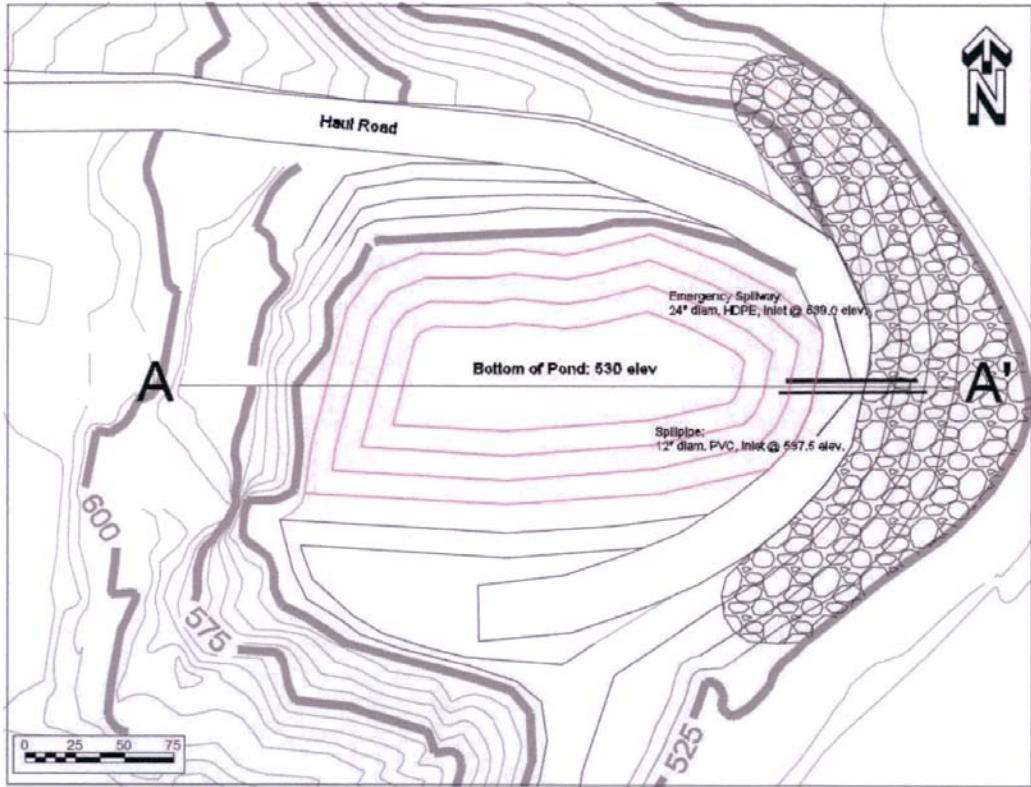 N
Haul Road
Emergency Spillway:
24" diam. HDPE, Inlet @ 539.0 elev.
Bottom of Pond: 530 elev
A
A'
Spillpipe:
12" diam. PVC, Inlet @ 537.5 elev.
600
575
525
0 25 50 75